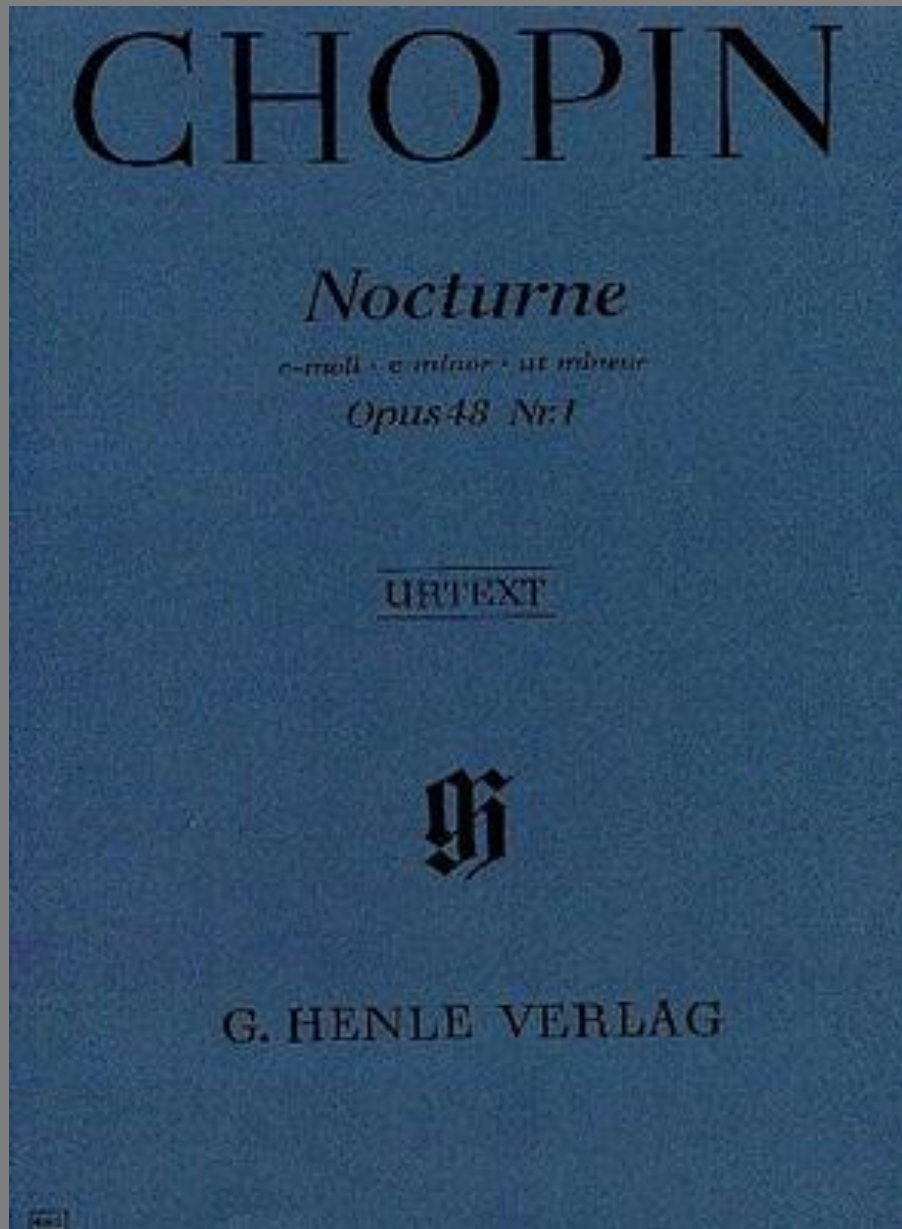 CHOPIN
Nocturne
c-moll · c minor · ut mineur
Opus 48 Nr. 1
URTEXT
G. HENLE VERLAG